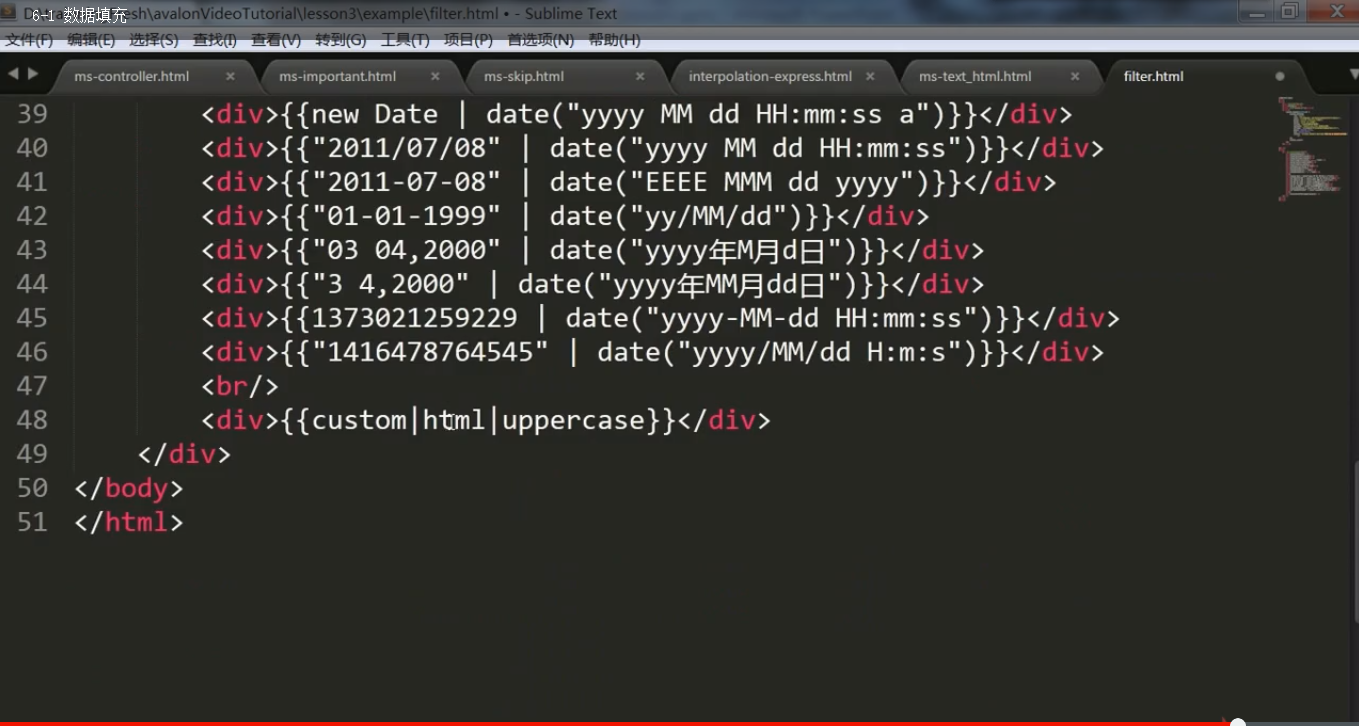 6-1 数据填充
esh\avalonVideoTutorial\lesson3\example\filter.html • - Sublime Text
文件(F) 编辑(E) 选择(S) 查找(I) 查看(V) 转到(G) 工具(T) 项目(P) 首选项(N) 帮助(H)
ms-controller.html ms-important.html ms-skip.html interpolation-express.html ms-text_html.html filter.html
39 <div>{{new Date | date("yyyy MM dd HH:mm:ss a")}}</div>
40 <div>{{"2011/07/08" | date("yyyy MM dd HH:mm:ss")}}</div>
41 <div>{{"2011-07-08" | date("EEEE MMM dd yyyy")}}</div>
42 <div>{{"01-01-1999" | date("yy/MM/dd")}}</div>
43 <div>{{"03 04,2000" | date("yyyy年M月d日")}}</div>
44 <div>{{"3 4,2000" | date("yyyy年MM月dd日")}}</div>
45 <div>{{1373021259229 | date("yyyy-MM-dd HH:mm:ss")}}</div>
46 <div>{{"1416478764545" | date("yyyy/MM/dd H:m:s")}}</div>
47 <br/>
48 <div>{{custom|html|uppercase}}</div>
49 </div>
50 </body>
51 </html>